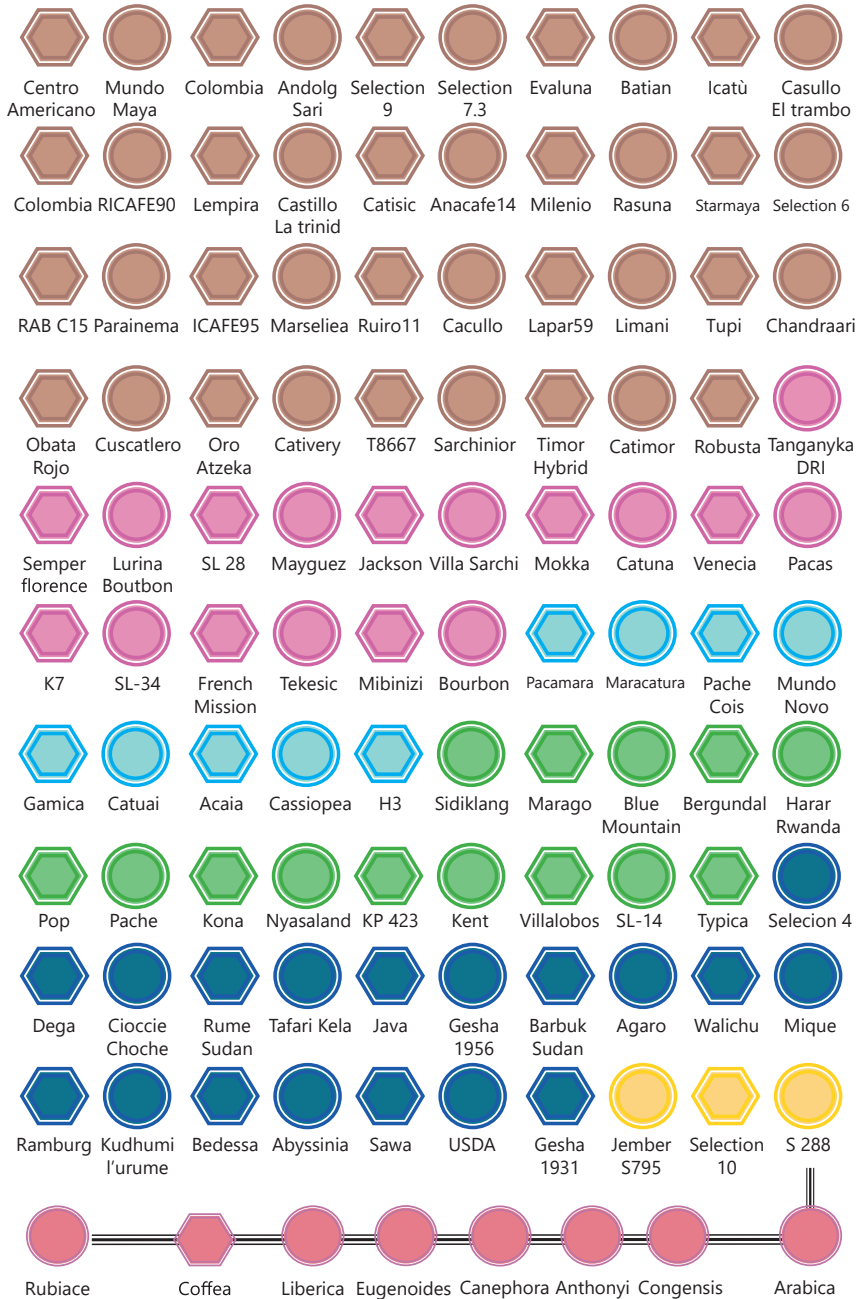 Centro Americano
Mundo Maya
Colombia
Andolg Sari
Selection 9
Selection 7.3
Evaluna
Batian
Icatù
Casullo El trambo
Colombia
RICAFE90
Lempira
Castillo La trinid
Catisic
Anacafe14
Milenio
Rasuna
Starmaya
Selection 6
RAB C15
Parainema
ICAFE95
Marseliea
Ruiro11
Cacullo
Lapar59
Limani
Tupi
Chandraari
Obata Rojo
Cuscatlero
Oro Atzeka
Cativery
T8667
Sarchinior
Timor Hybrid
Catimor
Robusta
Tanganyka DRI
Semper florence
Lurina Boutbon
SL 28
Mayguez
Jackson
Villa Sarchi
Mokka
Catuna
Venecia
Pacas
K7
SL-34
French Mission
Tekesic
Mibinizi
Bourbon
Pacamara
Maracatura
Pache Cois
Mundo Novo
Gamica
Catuai
Acaia
Cassiopea
H3
Sidiklang
Marago
Blue Mountain
Bergundal
Harar Rwanda
Pop
Pache
Kona
Nyasaland
KP 423
Kent
Villalobos
SL-14
Typica
Selecion 4
Dega
Cioccie Choche
Rume Sudan
Tafari Kela
Java
Gesha 1956
Barbuk Sudan
Agaro
Walichu
Mique
Ramburg
Kudhumi l'urume
Bedessa
Abyssinia
Sawa
USDA
Gesha 1931
Jember S795
Selection 10
S 288
Rubiace
Coffea
Liberica
Eugenoides
Canephora
Anthonyi
Congensis
Arabica